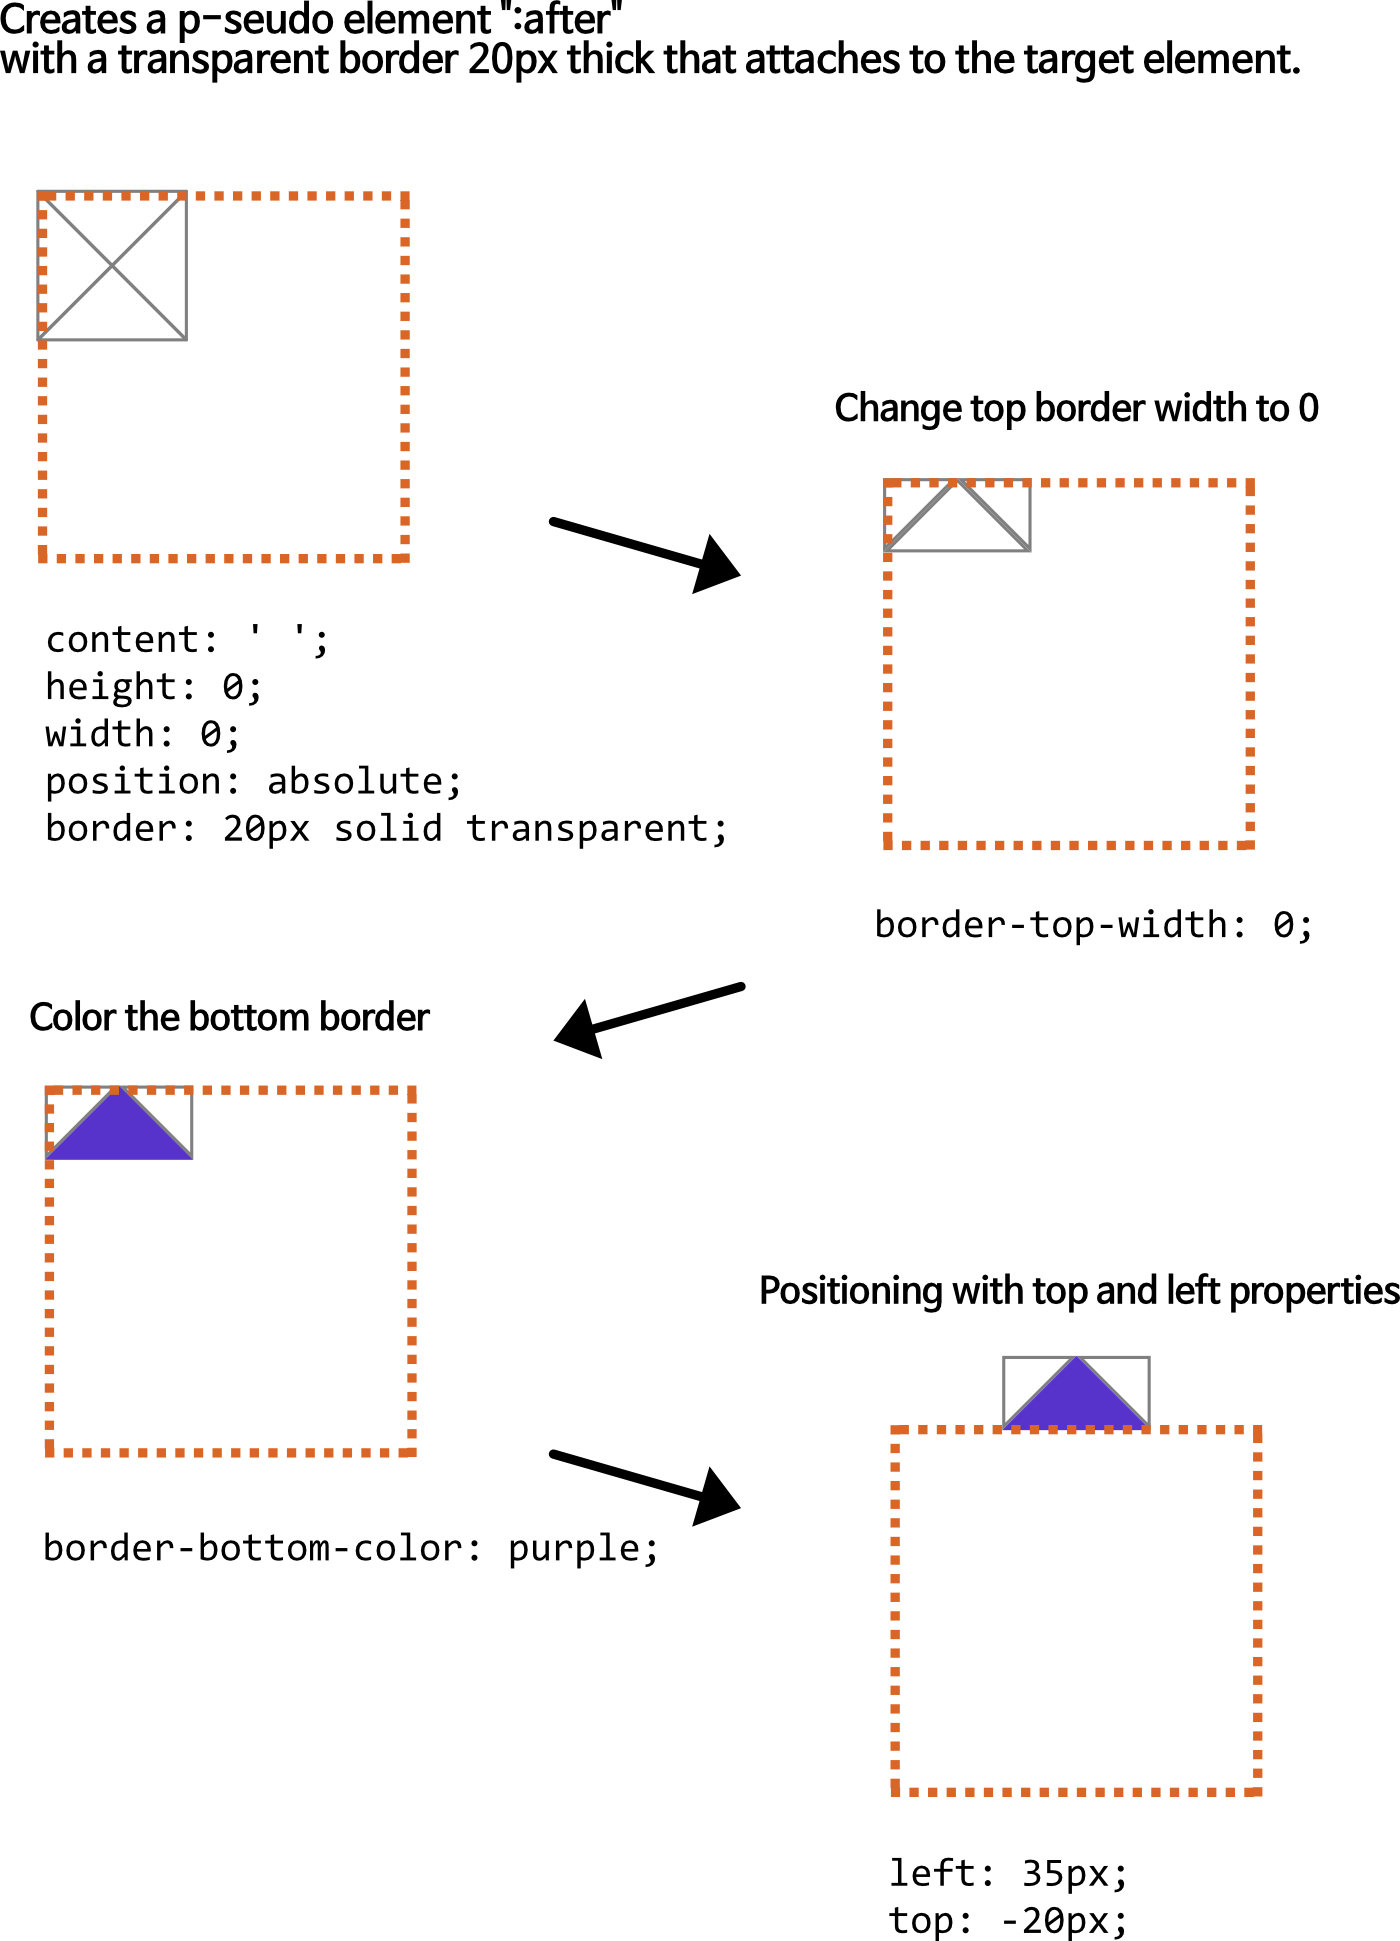 Creates a p-seudo element ":after"
with a transparent border 20px thick that attaches to the target element.
content: ' ';
height: 0;
width: 0;
position: absolute;
border: 20px solid transparent;
Change top border width to 0
border-top-width: 0;
Color the bottom border
border-bottom-color: purple;
Positioning with top and left properties
left: 35px;
top: -20px;